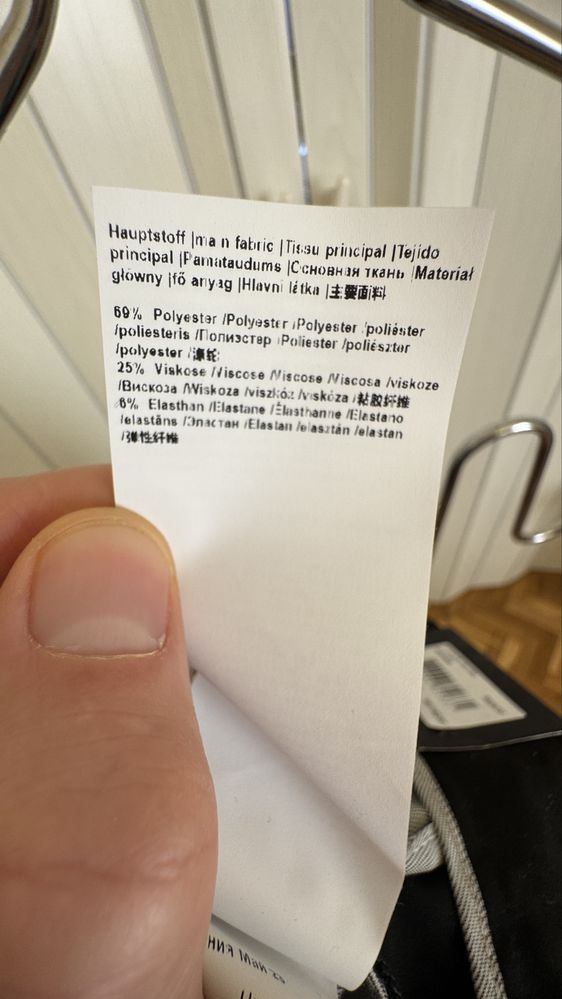 Hauptstoff |main fabric |Tissu principal |Tejido
principal |Pamataudums |Основная ткань |Materiał
główny |fő anyag |Hlavní látka |主要面料
69% Polyester /Polyester /Polyester /poliéster
/poliesteris /Полиэстер /Poliester /poliészter
/polyester /涤纶
25% Viskose /Viscose /Viscose /Viscosa /viskoze
/Вискоза /Wiskoza /viszkóz /viskóza /粘胶纤维
6% Elasthan /Elastane /Élasthanne /Elastano
/elastāns /Эластан /Elastan /elasztán /elastan
/弹性纤维